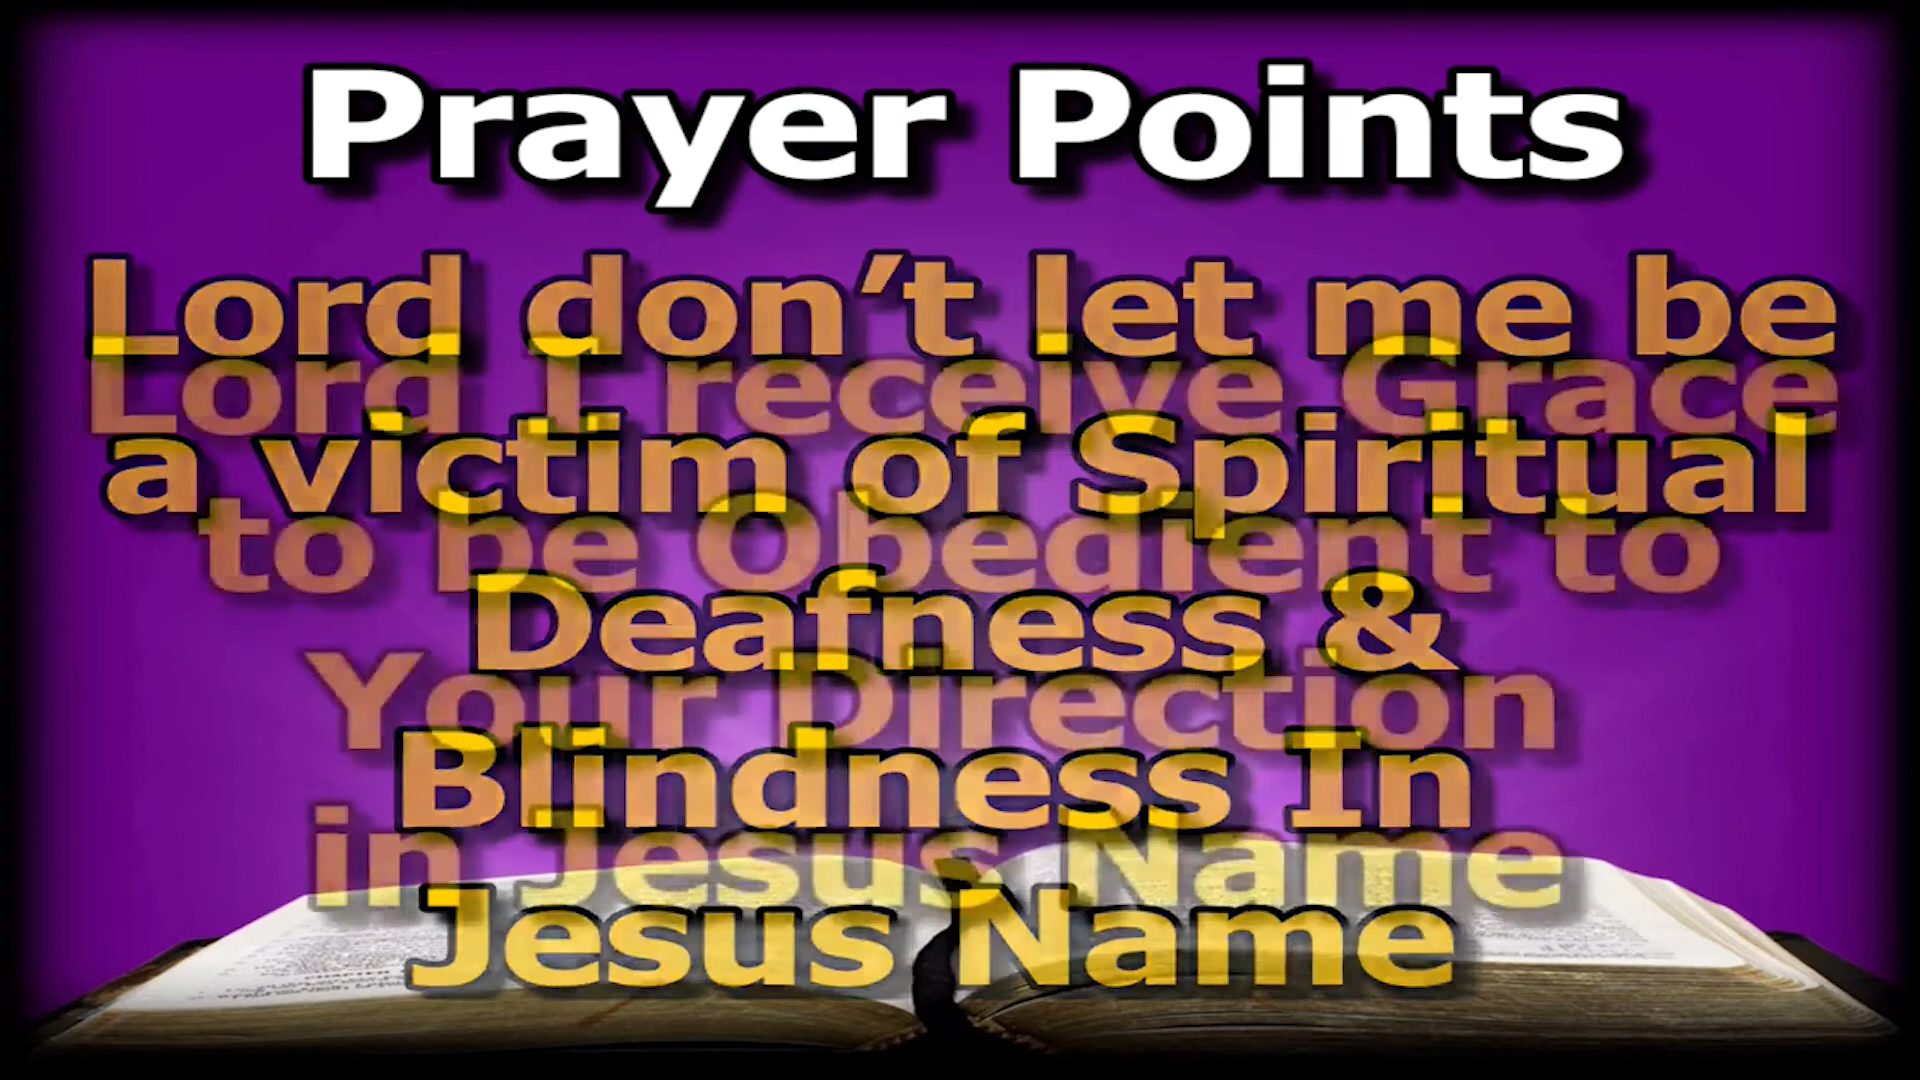 Prayer Points
Lord don’t let me be
Lord I receive Grace
a victim of Spiritual
to be Obedient to
Deafness &
Your Direction
Blindness In
in Jesus Name
Jesus Name